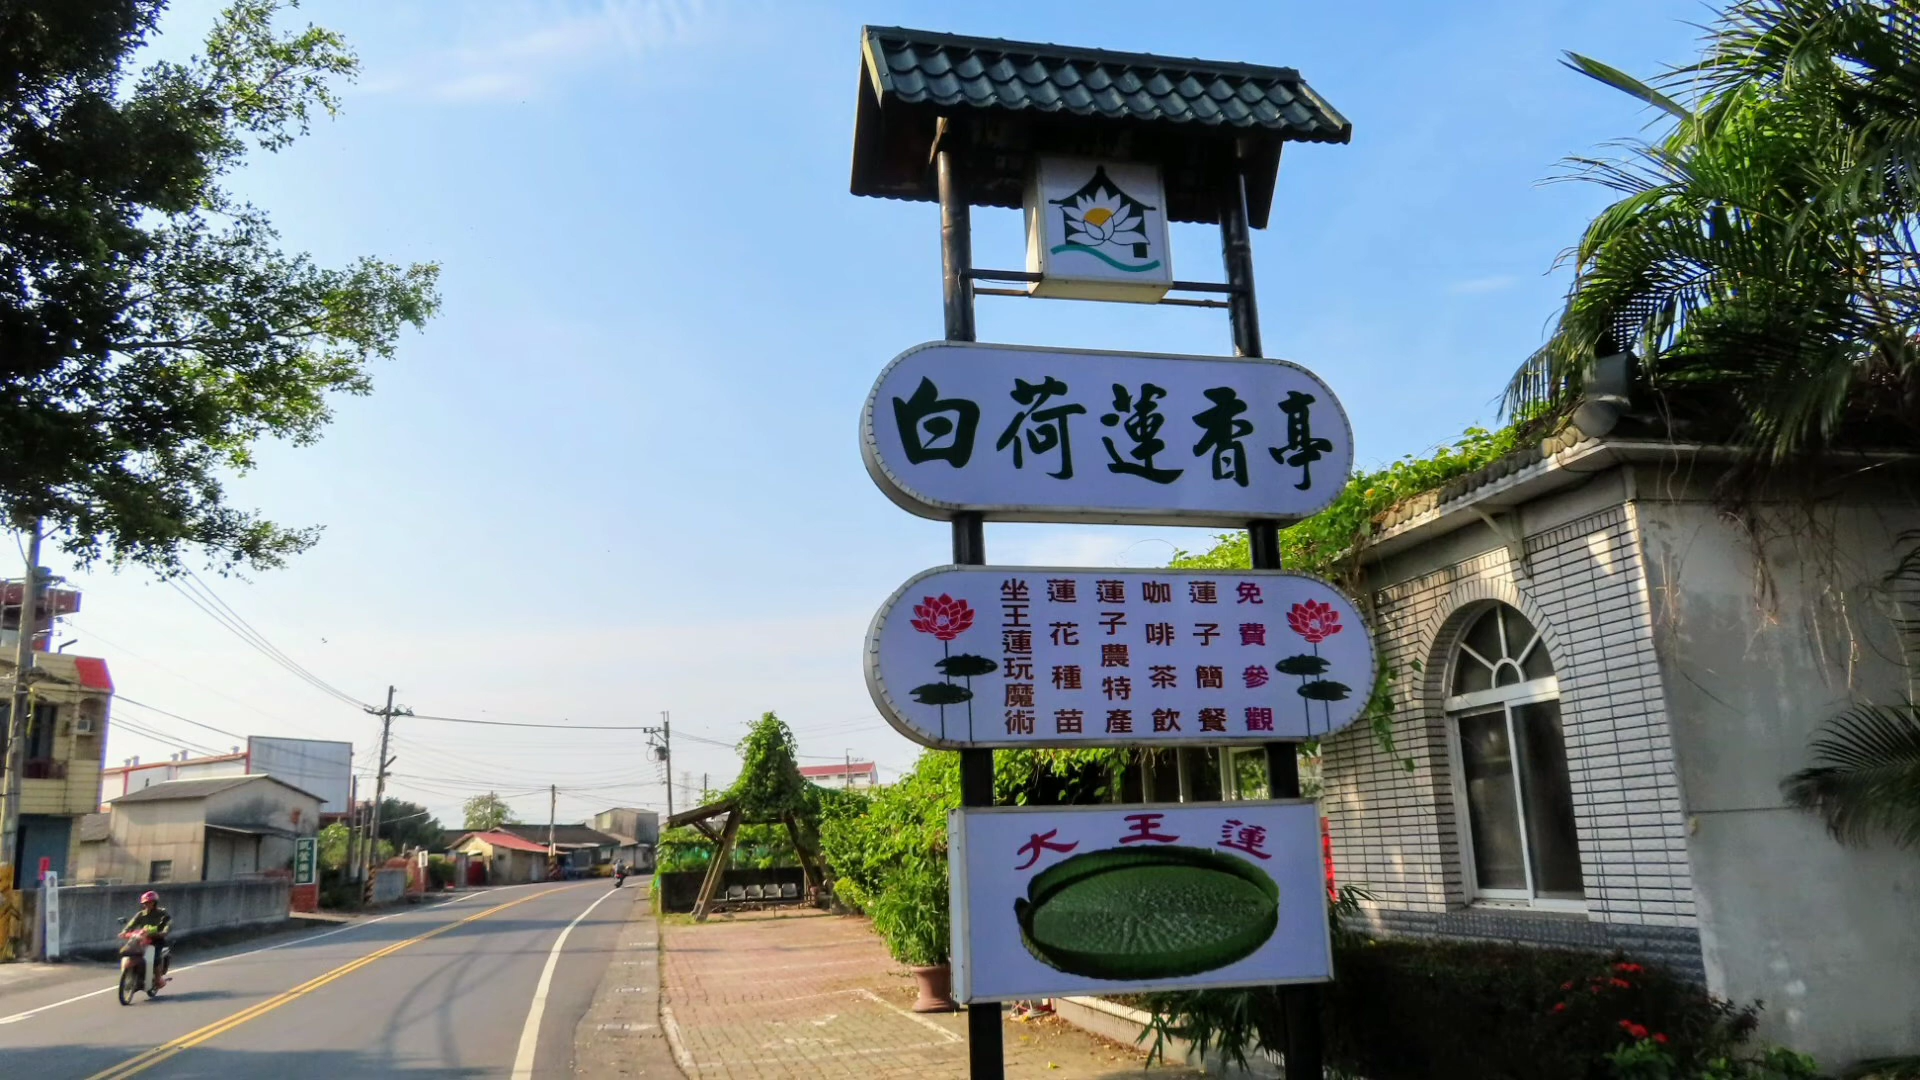 白荷蓮香亭
免費參觀
蓮子簡餐
咖啡茶飲
蓮子農特產
蓮花種苗
坐王蓮玩魔術
大王蓮